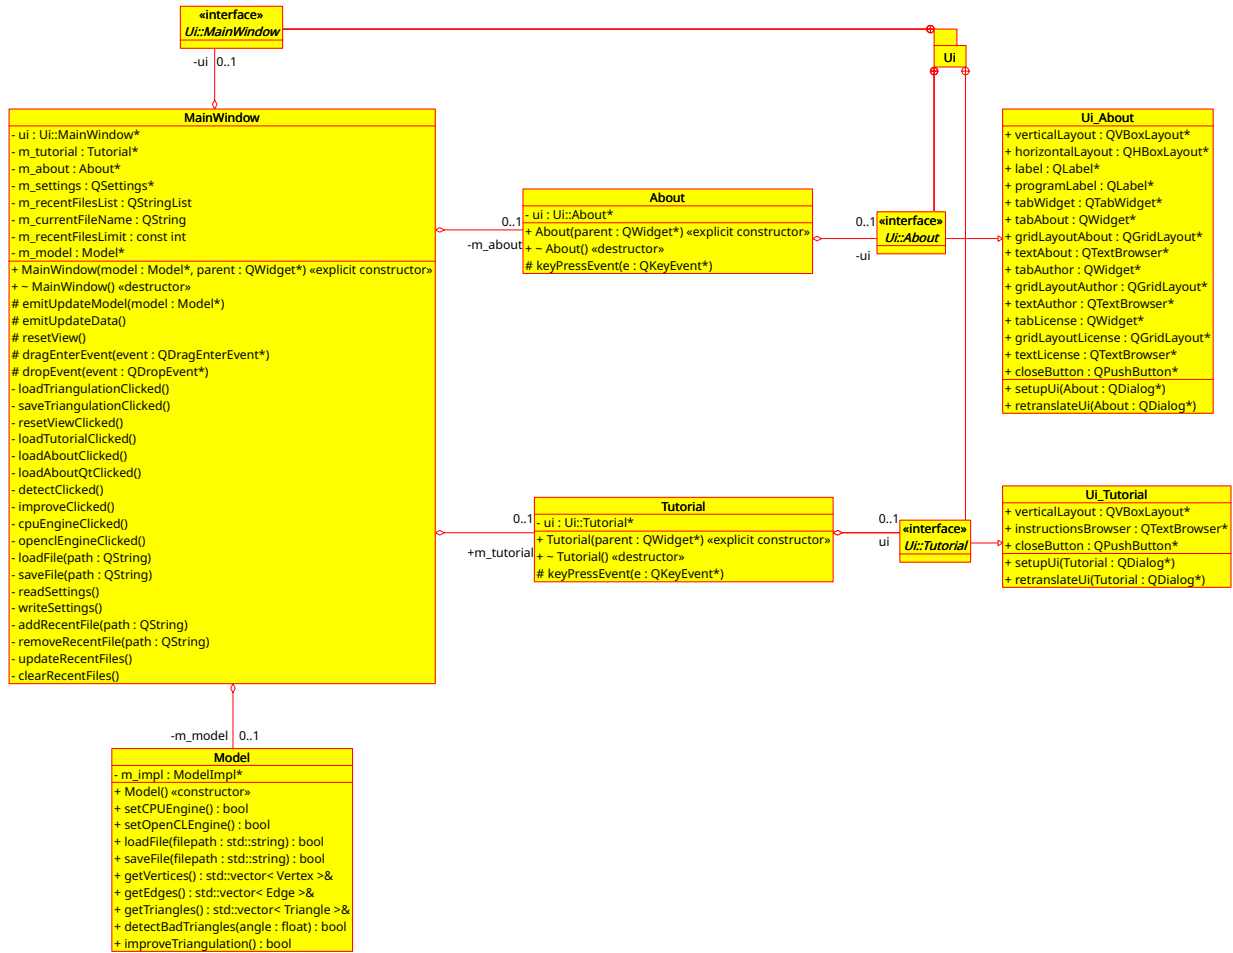 «interface»
Ui::MainWindow
-ui 0..1
Ui
MainWindow
- ui : Ui::MainWindow*
- m_tutorial : Tutorial*
- m_about : About*
- m_settings : QSettings*
- m_recentFilesList : QStringList
- m_currentFileName : QString
- m_recentFilesLimit : const int
- m_model : Model*
+ MainWindow(model : Model*, parent : QWidget*) «explicit constructor»
+ ~ MainWindow() «destructor»
# emitUpdateModel(model : Model*)
# emitUpdateData()
# resetView()
# dragEnterEvent(event : QDragEnterEvent*)
# dropEvent(event : QDropEvent*)
- loadTriangulationClicked()
- saveTriangulationClicked()
- resetViewClicked()
- loadTutorialClicked()
- loadAboutClicked()
- loadAboutQtClicked()
- detectClicked()
- improveClicked()
- cpuEngineClicked()
- openclEngineClicked()
- loadFile(path : QString)
- saveFile(path : QString)
- readSettings()
- writeSettings()
- addRecentFile(path : QString)
- removeRecentFile(path : QString)
- updateRecentFiles()
- clearRecentFiles()
0..1
-m_about
About
- ui : Ui::About*
+ About(parent : QWidget*) «explicit constructor»
+ ~ About() «destructor»
# keyPressEvent(e : QKeyEvent*)
0..1
-ui
«interface»
Ui::About
Ui_About
+ verticalLayout : QVBoxLayout*
+ horizontalLayout : QHBoxLayout*
+ label : QLabel*
+ programLabel : QLabel*
+ tabWidget : QTabWidget*
+ tabAbout : QWidget*
+ gridLayoutAbout : QGridLayout*
+ textAbout : QTextBrowser*
+ tabAuthor : QWidget*
+ gridLayoutAuthor : QGridLayout*
+ textAuthor : QTextBrowser*
+ tabLicense : QWidget*
+ gridLayoutLicense : QGridLayout*
+ textLicense : QTextBrowser*
+ closeButton : QPushButton*
+ setupUi(About : QDialog*)
+ retranslateUi(About : QDialog*)
0..1
+m_tutorial
Tutorial
- ui : Ui::Tutorial*
+ Tutorial(parent : QWidget*) «explicit constructor»
+ ~ Tutorial() «destructor»
# keyPressEvent(e : QKeyEvent*)
0..1
ui
«interface»
Ui::Tutorial
Ui_Tutorial
+ verticalLayout : QVBoxLayout*
+ instructionsBrowser : QTextBrowser*
+ closeButton : QPushButton*
+ setupUi(Tutorial : QDialog*)
+ retranslateUi(Tutorial : QDialog*)
-m_model 0..1
Model
- m_impl : ModelImpl*
+ Model() «constructor»
+ setCPUEngine() : bool
+ setOpenCLEngine() : bool
+ loadFile(filepath : std::string) : bool
+ saveFile(filepath : std::string) : bool
+ getVertices() : std::vector< Vertex >&
+ getEdges() : std::vector< Edge >&
+ getTriangles() : std::vector< Triangle >&
+ detectBadTriangles(angle : float) : bool
+ improveTriangulation() : bool